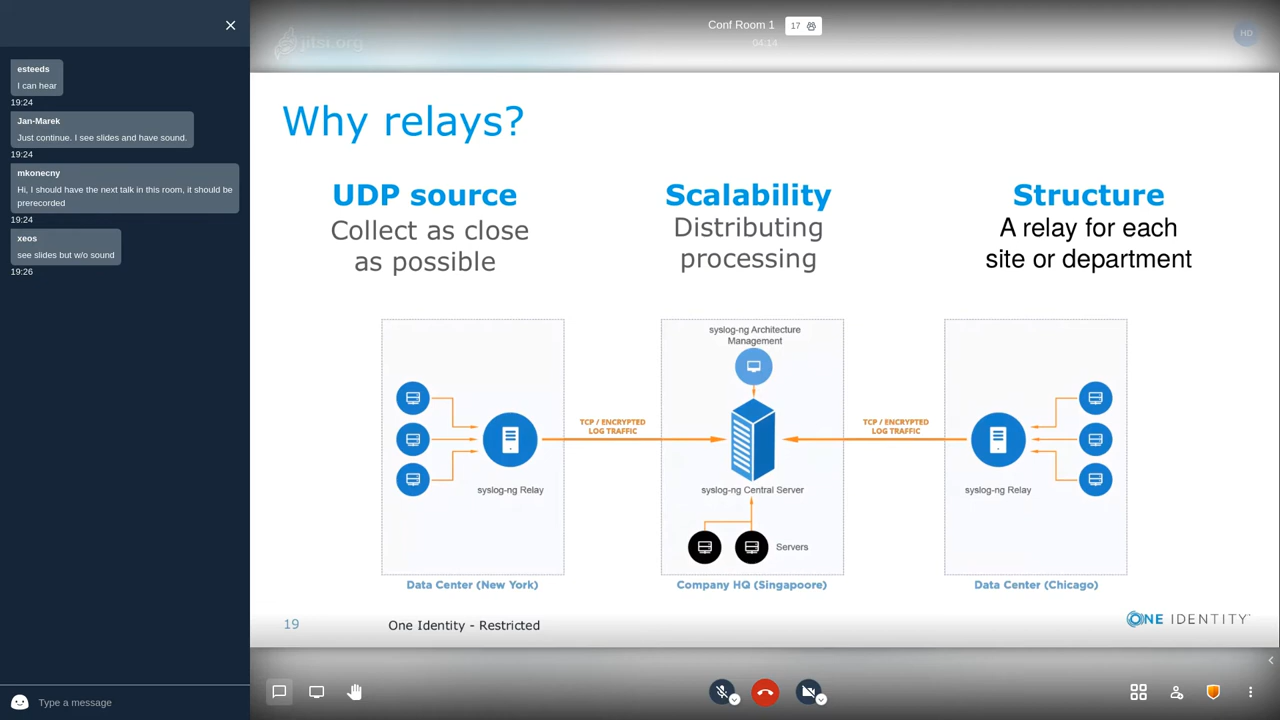 jitsi.org
Conf Room 1
17
04:14
HD
esteeds
I can hear
19:24
Jan-Marek
Just continue. I see slides and have sound.
19:24
mkonecny
Hi, I should have the next talk in this room, it should be
prerecorded
19:24
xeos
see slides but w/o sound
19:26
Type a message
Why relays?
UDP source
Collect as close
as possible
Scalability
Distributing
processing
Structure
A relay for each
site or department
syslog-ng Relay
Data Center (New York)
TCP / ENCRYPTED
LOG TRAFFIC
syslog-ng Architecture
Management
syslog-ng Central Server
Servers
Company HQ (Singapoore)
TCP / ENCRYPTED
LOG TRAFFIC
syslog-ng Relay
Data Center (Chicago)
19
One Identity - Restricted
ONE IDENTITY